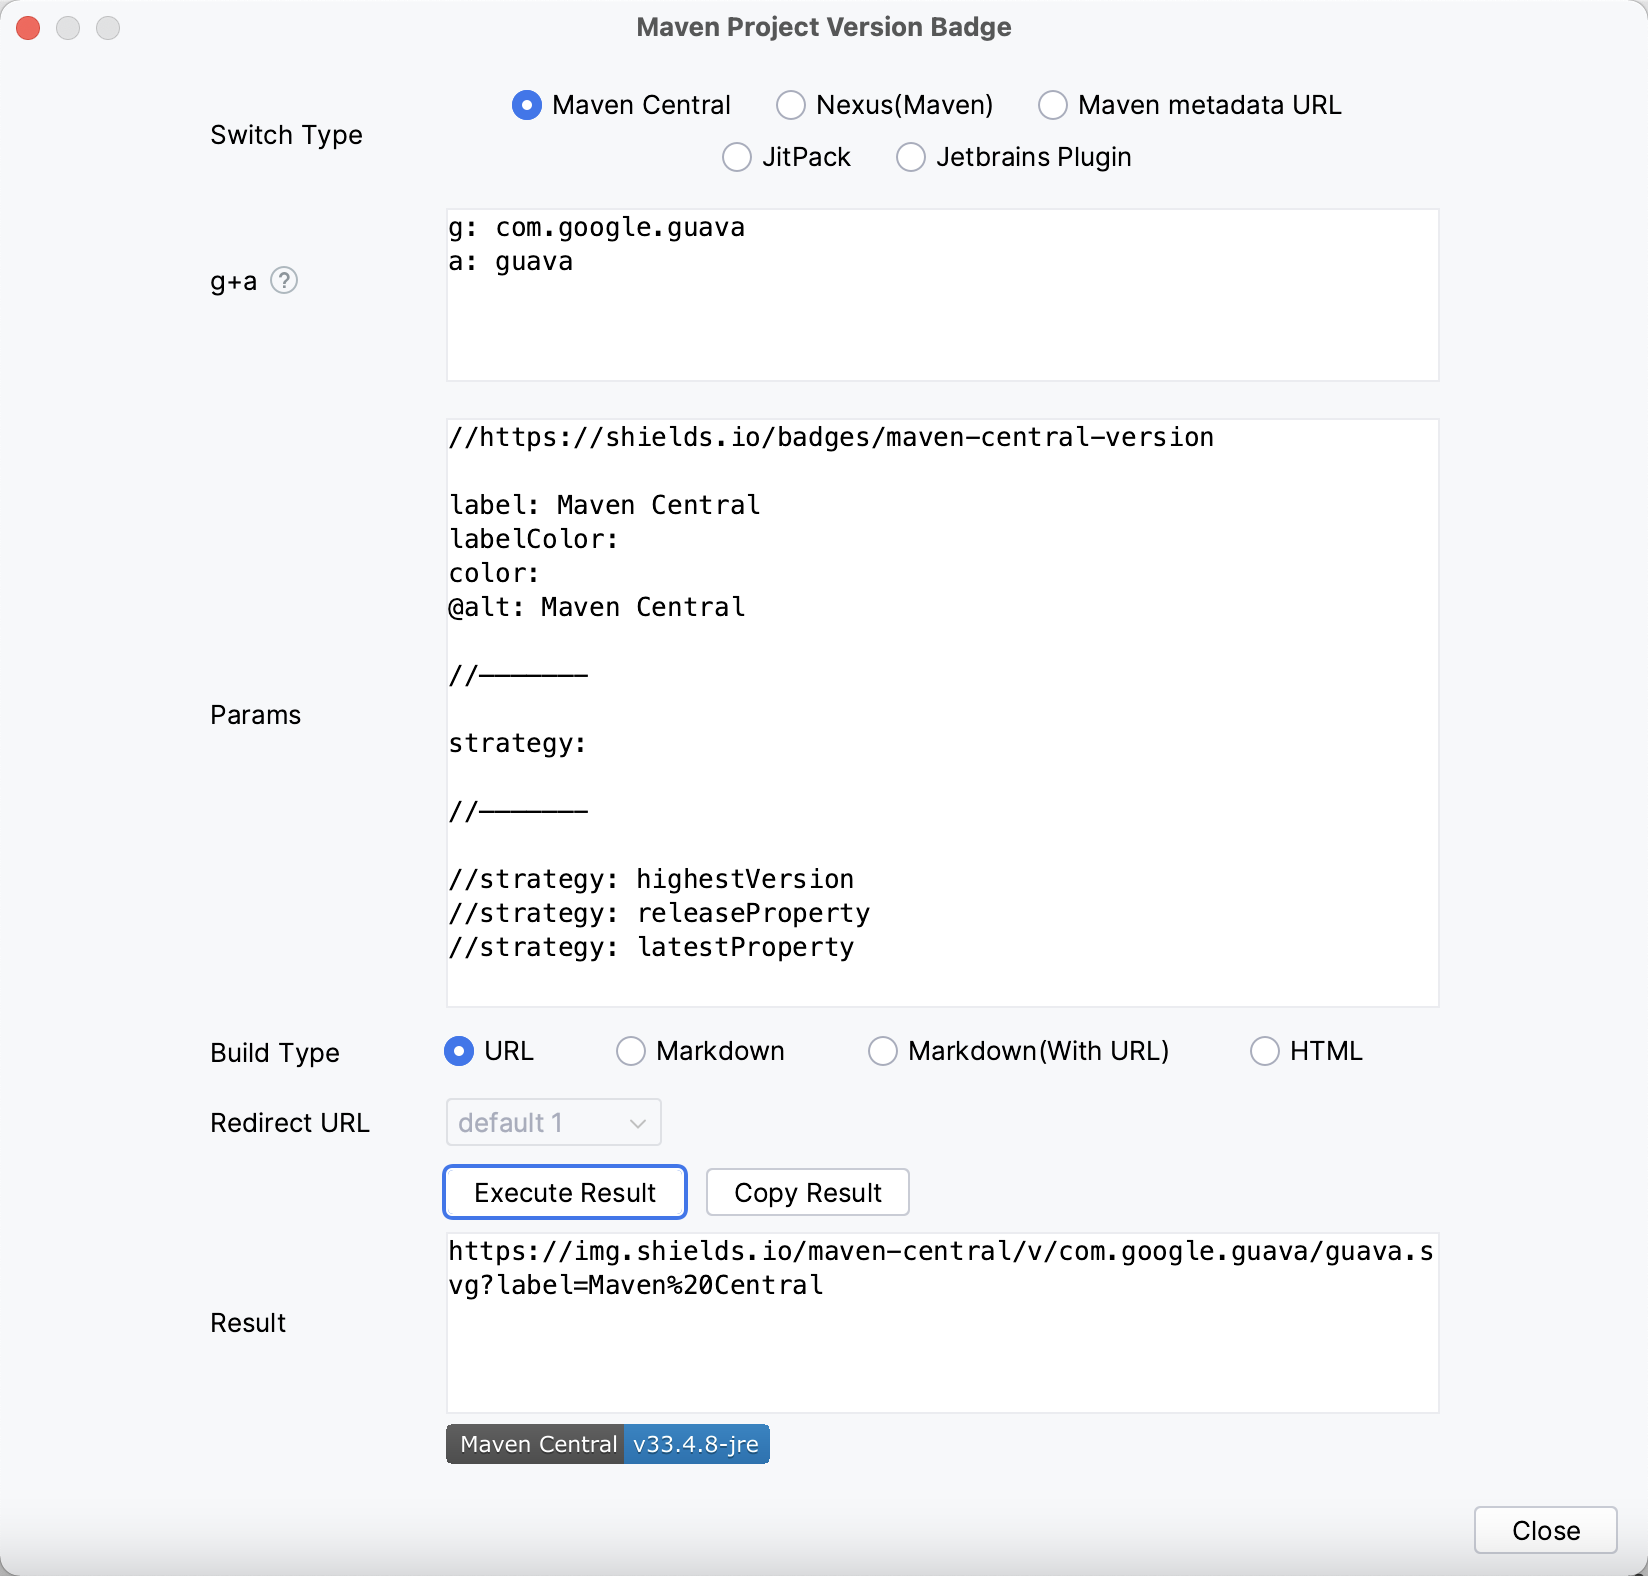 Maven Project Version Badge
Switch Type
Maven Central
Nexus(Maven)
Maven metadata URL
JitPack
Jetbrains Plugin
g+a ?
g: com.google.guava
a: guava
Params
//https://shields.io/badges/maven-central-version
label: Maven Central
labelColor:
color:
@alt: Maven Central
//———————
strategy:
//———————
//strategy: highestVersion
//strategy: releaseProperty
//strategy: latestProperty
Build Type
URL
Markdown
Markdown(With URL)
HTML
Redirect URL
default 1
Execute Result
Copy Result
Result
https://img.shields.io/maven-central/v/com.google.guava/guava.s
vg?label=Maven%20Central
Maven Central v33.4.8-jre
Close